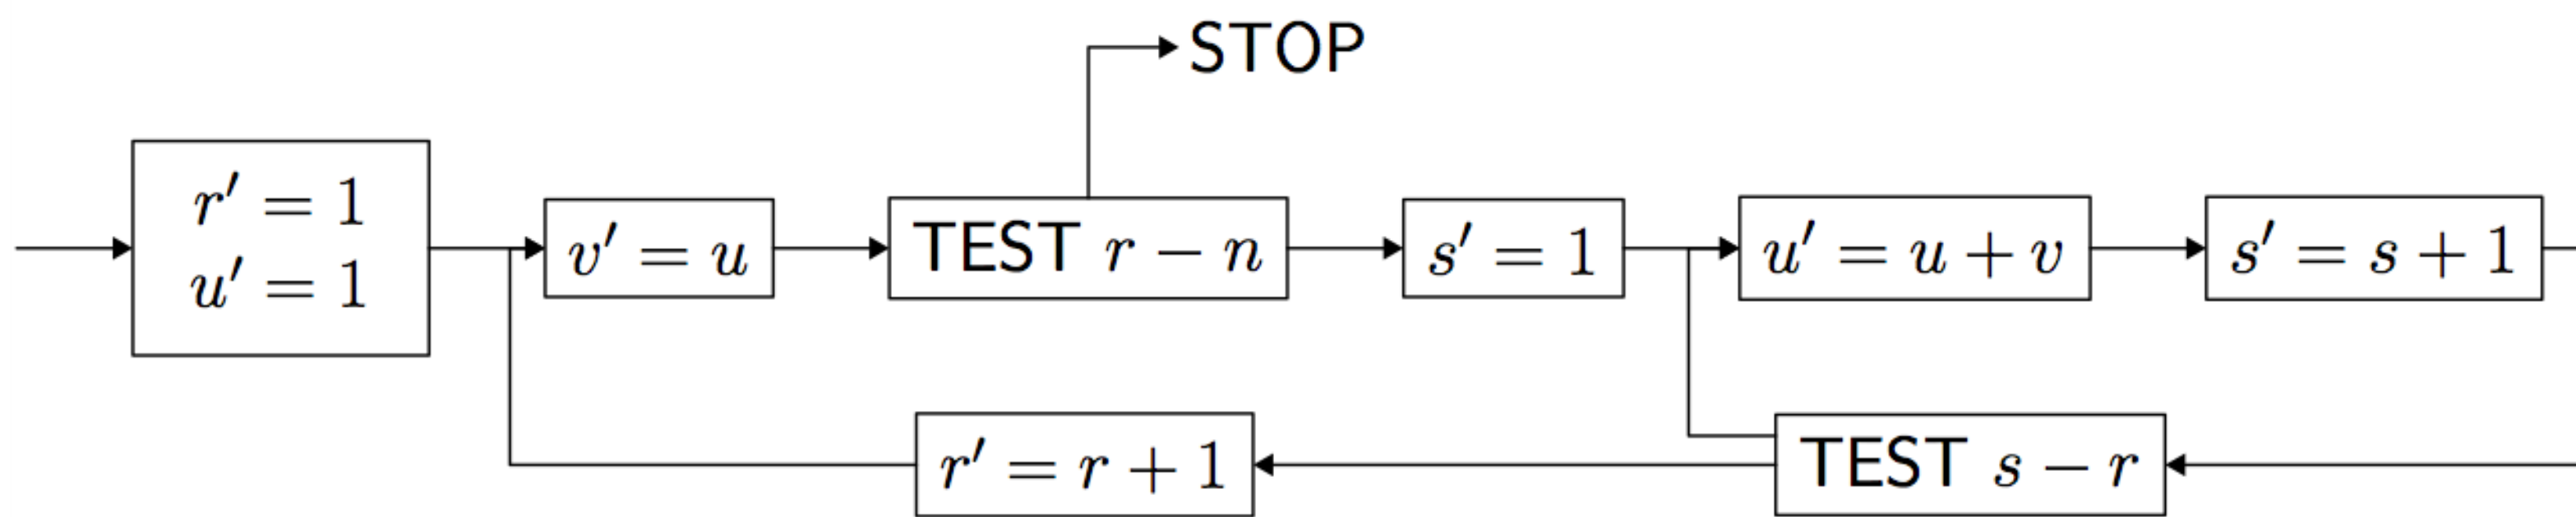 STOP
r′ = 1
u′ = 1
v′ = u
TEST r − n
s′ = 1
u′ = u + v
s′ = s + 1
r′ = r + 1
TEST s − r